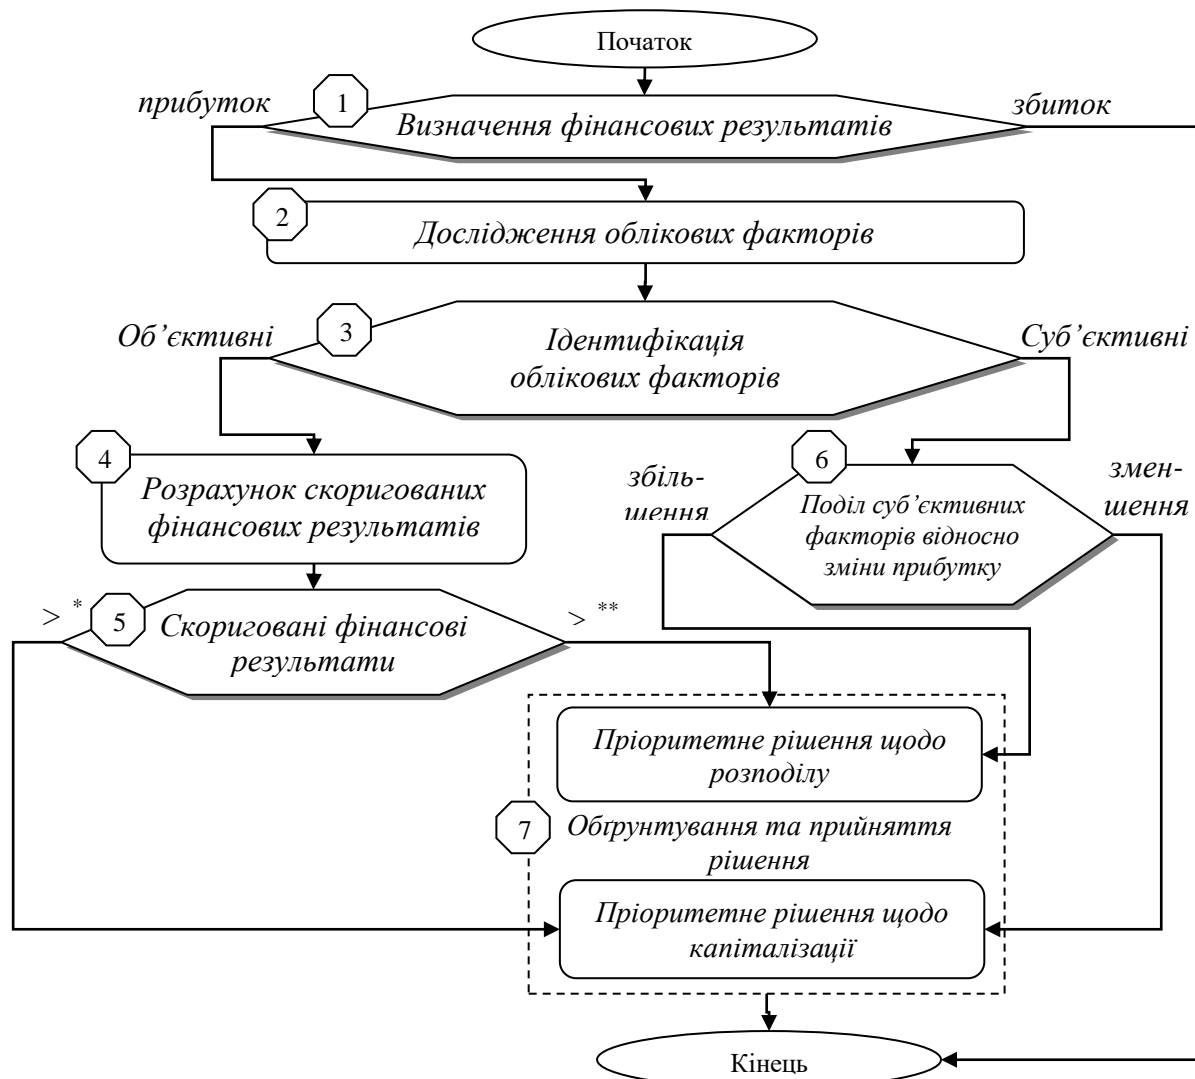 Початок
прибуток
1
збиток
Визначення фінансових результатів
2
Дослідження облікових факторів
Об’єктивні
3
Суб’єктивні
Ідентифікація
облікових факторів
4
Розрахунок скоригованих
фінансових результатів
збіль-
шення
6
змен-
шення
Поділ суб’єктивних
факторів відносно
зміни прибутку
> *
5
> **
Скориговані фінансові
результати
Пріоритетне рішення щодо
розподілу
7
Обґрунтування та прийняття
рішення
Пріоритетне рішення щодо
капіталізації
Кінець